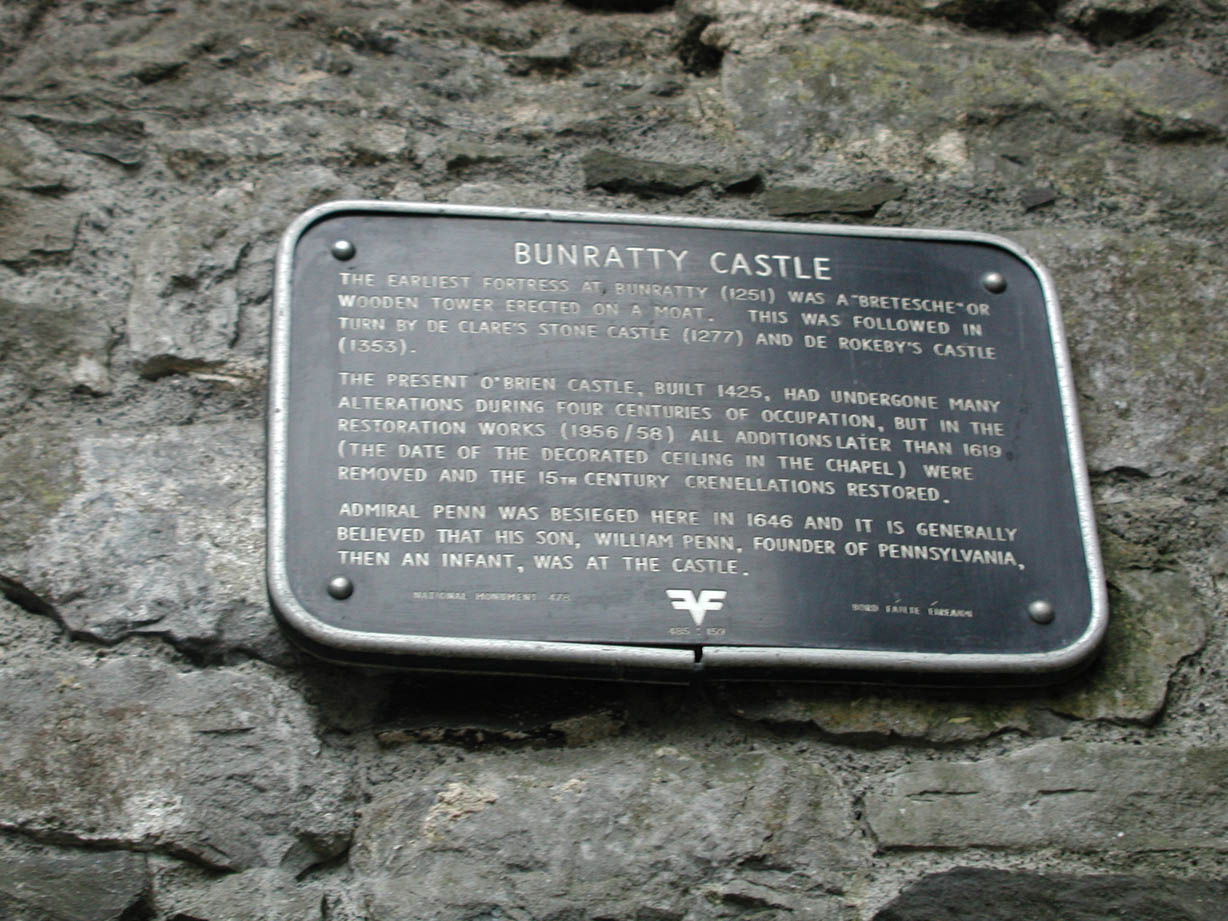 BUNRATTY CASTLE
THE EARLIEST FORTRESS AT BUNRATTY (1251) WAS A "BRETESCHE" OR
WOODEN TOWER ERECTED ON A MOAT. THIS WAS FOLLOWED IN
TURN BY DE CLARE'S STONE CASTLE (1277) AND DE ROKEBY'S CASTLE
(1353).
THE PRESENT O'BRIEN CASTLE, BUILT 1425, HAD UNDERGONE MANY
ALTERATIONS DURING FOUR CENTURIES OF OCCUPATION, BUT IN THE
RESTORATION WORKS (1956/58) ALL ADDITIONS LATER THAN 1619
(THE DATE OF THE DECORATED CEILING IN THE CHAPEL) WERE
REMOVED AND THE 15TH CENTURY CRENELLATIONS RESTORED.
ADMIRAL PENN WAS BESIEGED HERE IN 1646 AND IT IS GENERALLY
BELIEVED THAT HIS SON, WILLIAM PENN, FOUNDER OF PENNSYLVANIA,
THEN AN INFANT, WAS AT THE CASTLE.
NATIONAL MONUMENT 478
BORD FÁILTE ÉIREANN
485 : 159